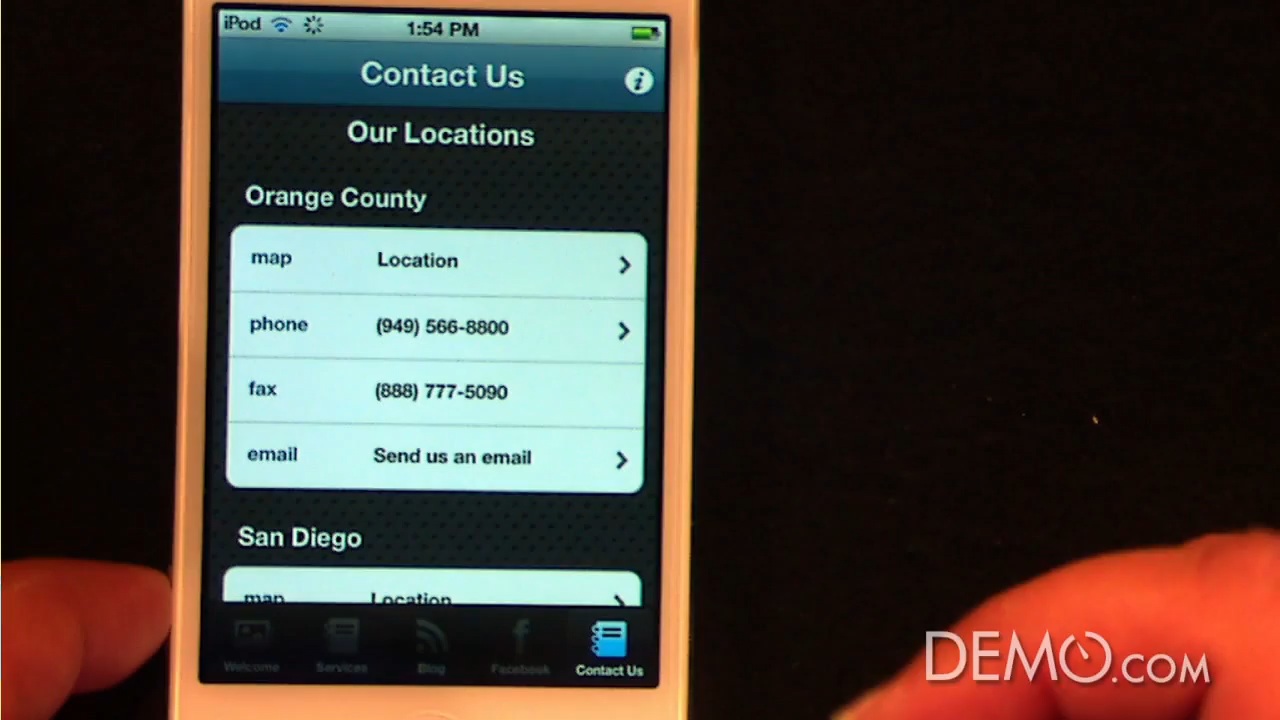 iPod 1:54 PM
Contact Us
Our Locations
Orange County
map Location
phone (949) 566-8800
fax (888) 777-5090
email Send us an email
San Diego
map Location
Welcome Services Blog Facebook Contact Us
DEMO.COM